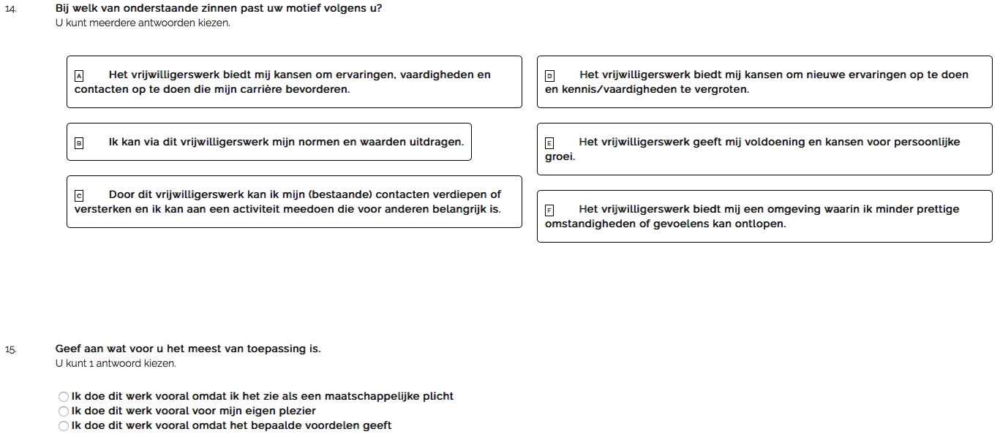 14. Bij welk van onderstaande zinnen past uw motief volgens u?
U kunt meerdere antwoorden kiezen.
A Het vrijwilligerswerk biedt mij kansen om ervaringen, vaardigheden en
contacten op te doen die mijn carrière bevorderen.
B Ik kan via dit vrijwilligerswerk mijn normen en waarden uitdragen.
C Door dit vrijwilligerswerk kan ik mijn (bestaande) contacten verdiepen of
versterken en ik kan aan een activiteit meedoen die voor anderen belangrijk is.
D Het vrijwilligerswerk biedt mij kansen om nieuwe ervaringen op te doen
en kennis/vaardigheden te vergroten.
E Het vrijwilligerswerk geeft mij voldoening en kansen voor persoonlijke
groei.
F Het vrijwilligerswerk biedt mij een omgeving waarin ik minder prettige
omstandigheden of gevoelens kan ontlopen.
15. Geef aan wat voor u het meest van toepassing is.
U kunt 1 antwoord kiezen.
Ik doe dit werk vooral omdat ik het zie als een maatschappelijke plicht
Ik doe dit werk vooral voor mijn eigen plezier
Ik doe dit werk vooral omdat het bepaalde voordelen geeft